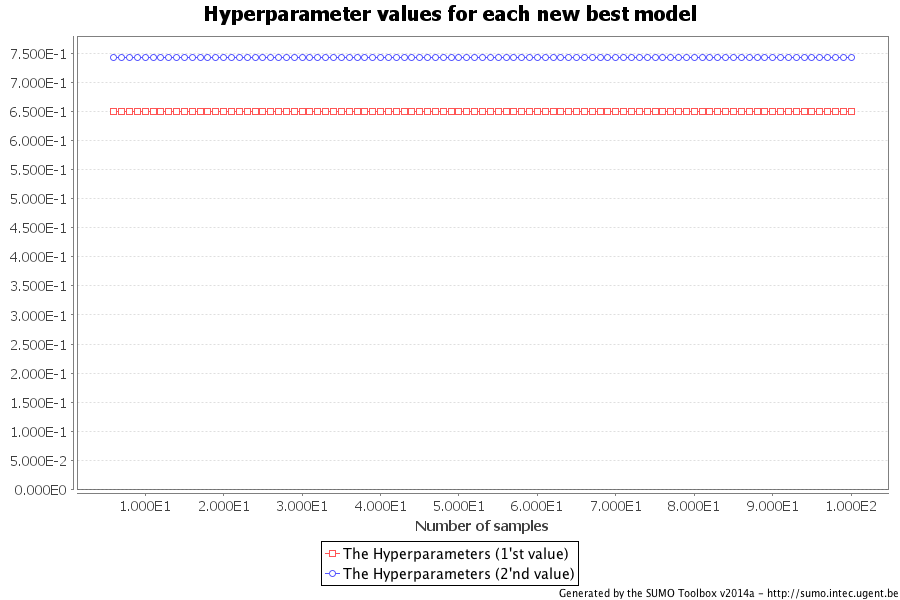 Hyperparameter values for each new best model
7.500E-1
7.000E-1
6.500E-1
6.000E-1
5.500E-1
5.000E-1
4.500E-1
4.000E-1
3.500E-1
3.000E-1
2.500E-1
2.000E-1
1.500E-1
1.000E-1
5.000E-2
0.000E0
1.000E1 2.000E1 3.000E1 4.000E1 5.000E1 6.000E1 7.000E1 8.000E1 9.000E1 1.000E2
Number of samples
The Hyperparameters (1'st value)
The Hyperparameters (2'nd value)
Generated by the SUMO Toolbox v2014a - http://sumo.intec.ugent.be